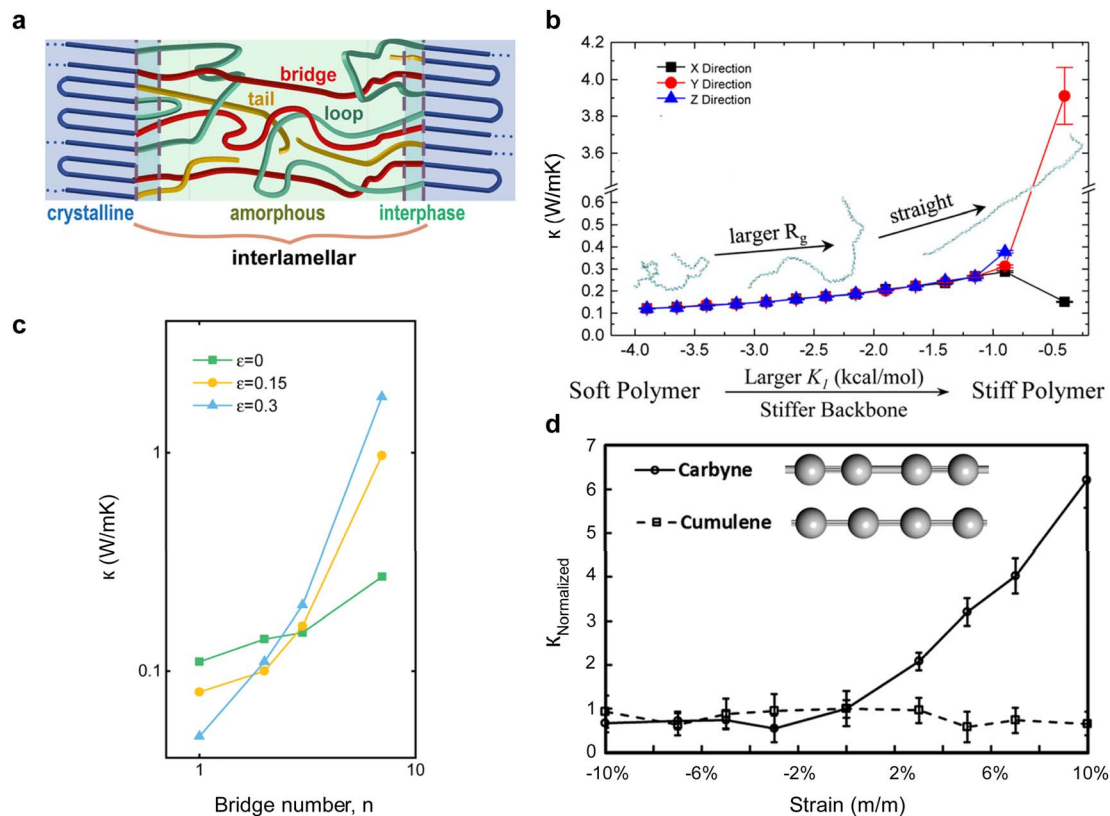 a
bridge
tail
loop
crystalline
amorphous
interphase
interlamellar
b
4.2
4.0
3.8
3.6
0.6
0.5
0.4
0.3
0.2
0.1
0.0
κ (W/mK)
X Direction
Y Direction
Z Direction
larger Rg
straight
-4.0 -3.5 -3.0 -2.5 -2.0 -1.5 -1.0 -0.5
Larger K1 (kcal/mol)
Soft Polymer
Stiff Polymer
Stiffer Backbone
c
κ (W/mK)
1
0.1
ε=0
ε=0.15
ε=0.3
1 10
Bridge number, n
d
7
6
5
4
3
2
1
0
κNormalized
Carbyne
Cumulene
-10% -6% -2% 2% 6% 10%
Strain (m/m)